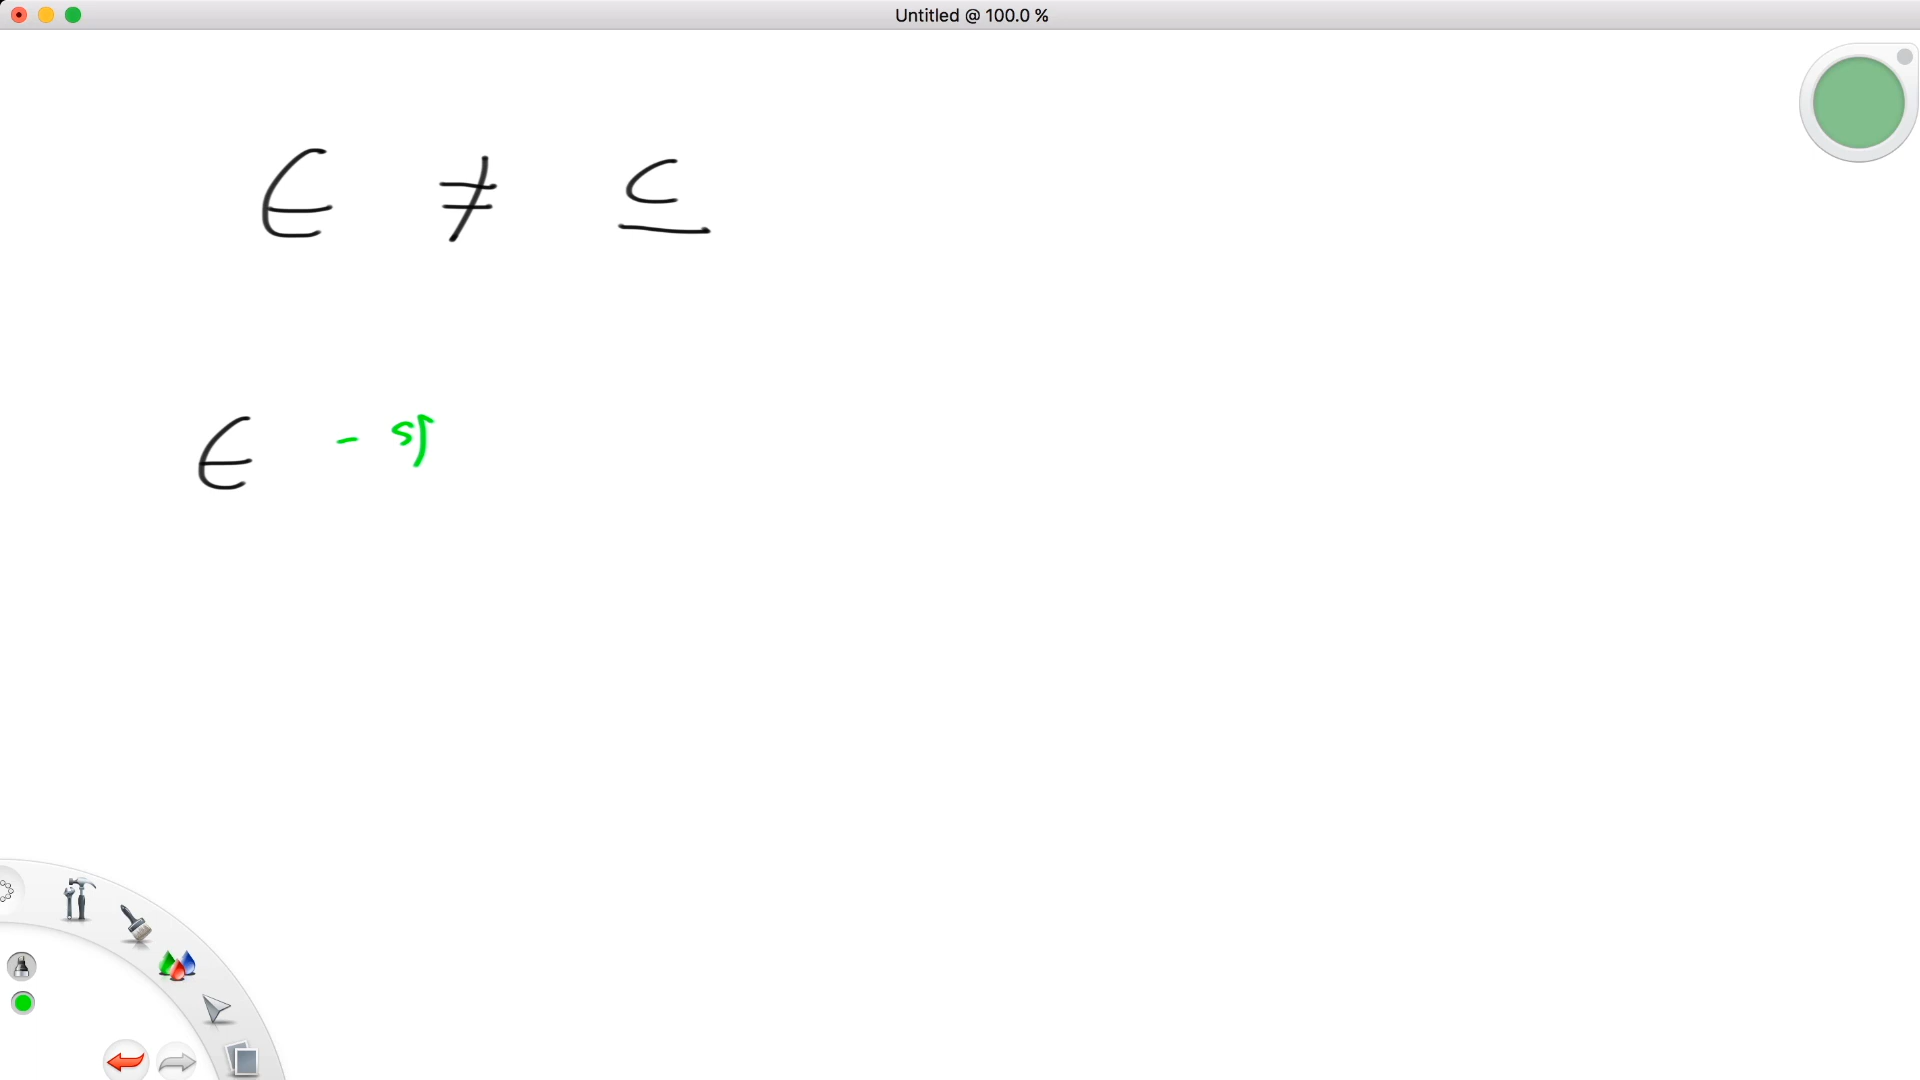 Untitled @ 100.0 %
∈ ≠ ⊆
∈ -